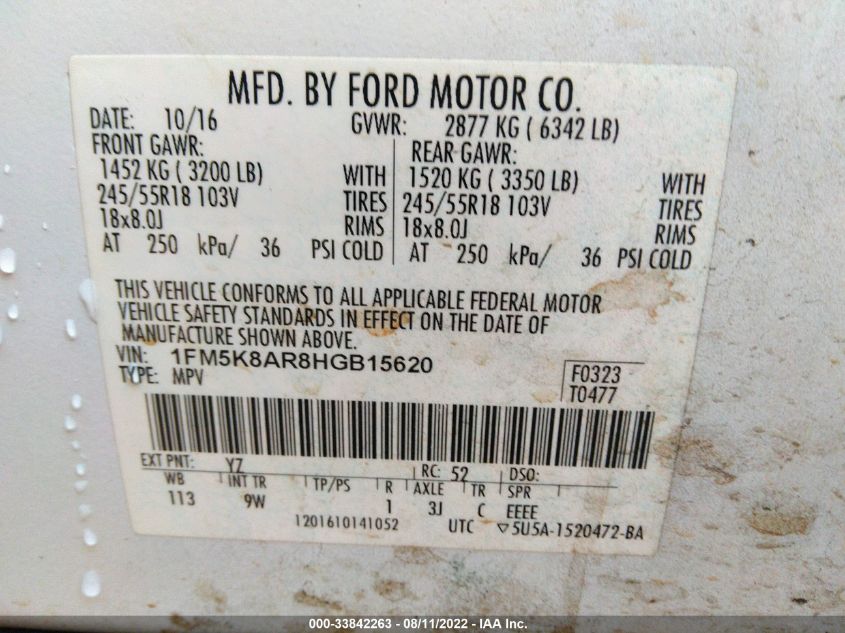 MFD. BY FORD MOTOR CO.
DATE: 10/16 GVWR: 2877 KG ( 6342 LB)
FRONT GAWR: REAR GAWR:
1452 KG ( 3200 LB) WITH 1520 KG ( 3350 LB) WITH
245/55R18 103V TIRES 245/55R18 103V TIRES
18x8.0J RIMS 18x8.0J RIMS
AT 250 kPa/ 36 PSI COLD AT 250 kPa/ 36 PSI COLD
THIS VEHICLE CONFORMS TO ALL APPLICABLE FEDERAL MOTOR
VEHICLE SAFETY STANDARDS IN EFFECT ON THE DATE OF
MANUFACTURE SHOWN ABOVE.
VIN: 1FM5K8AR8HGB15620
TYPE: MPV
F0323
T0477
EXT PNT: YZ RC: 52 DSO:
WB INT TR TP/PS R AXLE TR SPR
113 9W 1 3J C EEEE
1201610141052 UTC ▽5U5A-1520472-BA
000-33842263 - 08/11/2022 - IAA Inc.